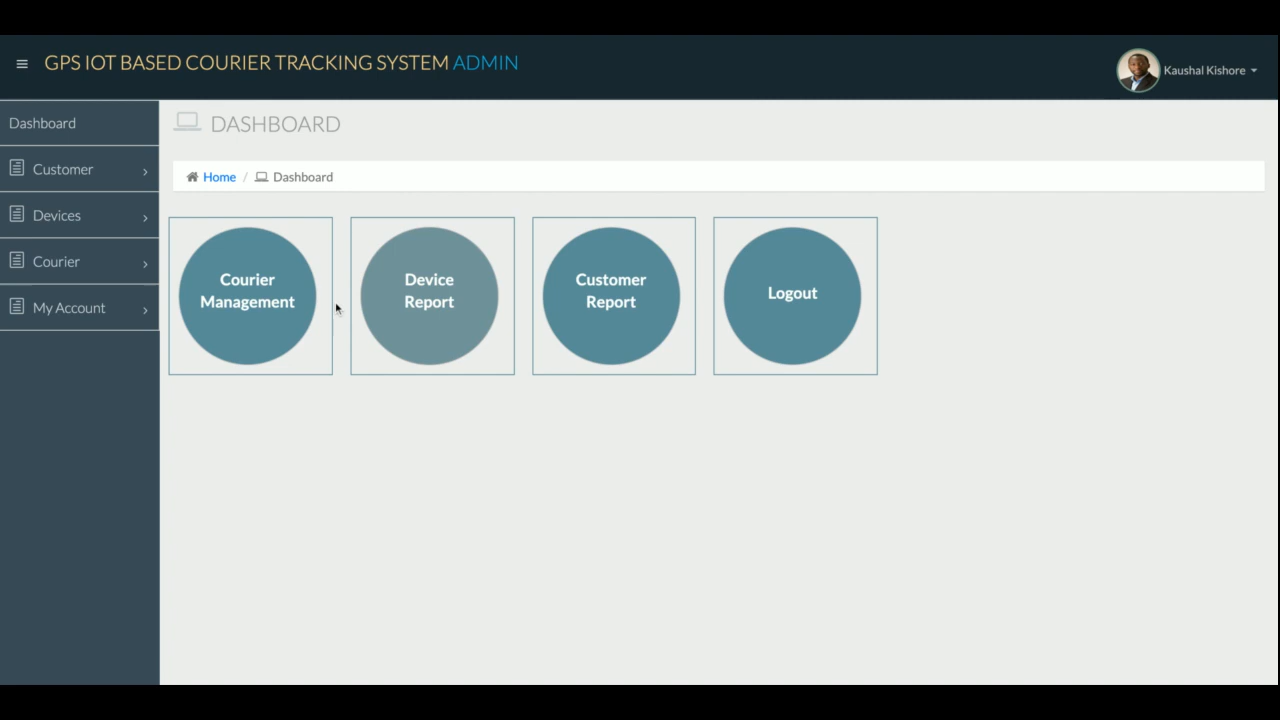 GPS IOT BASED COURIER TRACKING SYSTEM ADMIN
Kaushal Kishore
Dashboard
Customer
Devices
Courier
My Account
DASHBOARD
Home / Dashboard
Courier
Management
Device
Report
Customer
Report
Logout